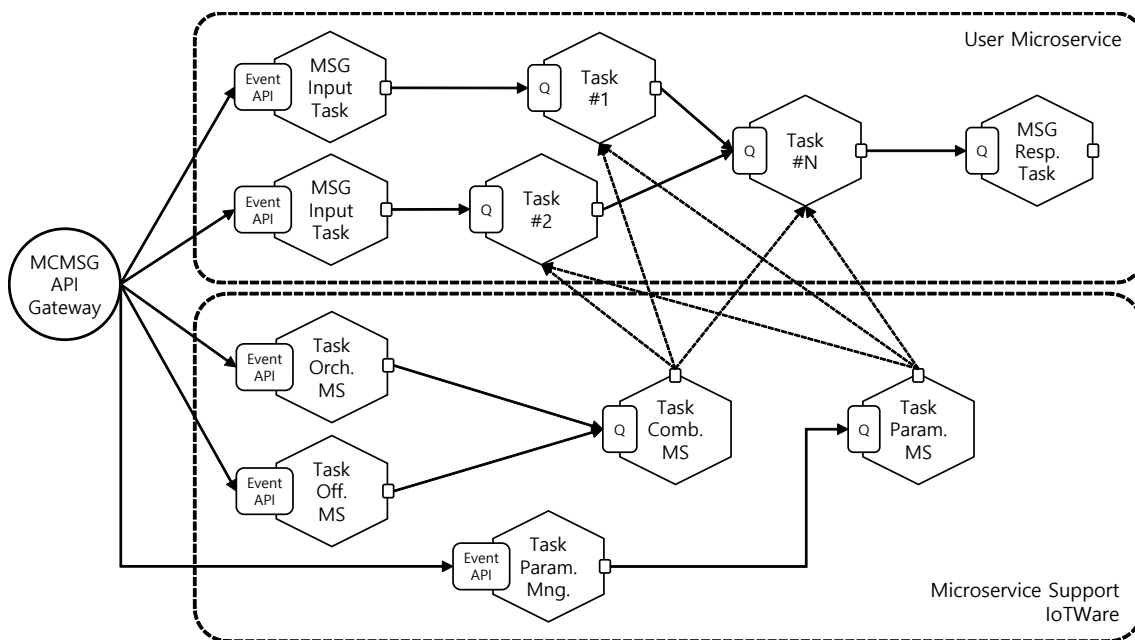 User Microservice
Event
API
MSG
Input
Task
Q
Task
#1
Q
Task
#N
Q
MSG
Resp.
Task
Event
API
MSG
Input
Task
Q
Task
#2
MCMSG
API
Gateway
Event
API
Task
Orch.
MS
Q
Task
Comb.
MS
Q
Task
Param.
MS
Event
API
Task
Off.
MS
Event
API
Task
Param.
Mng.
Microservice Support
IoTWare